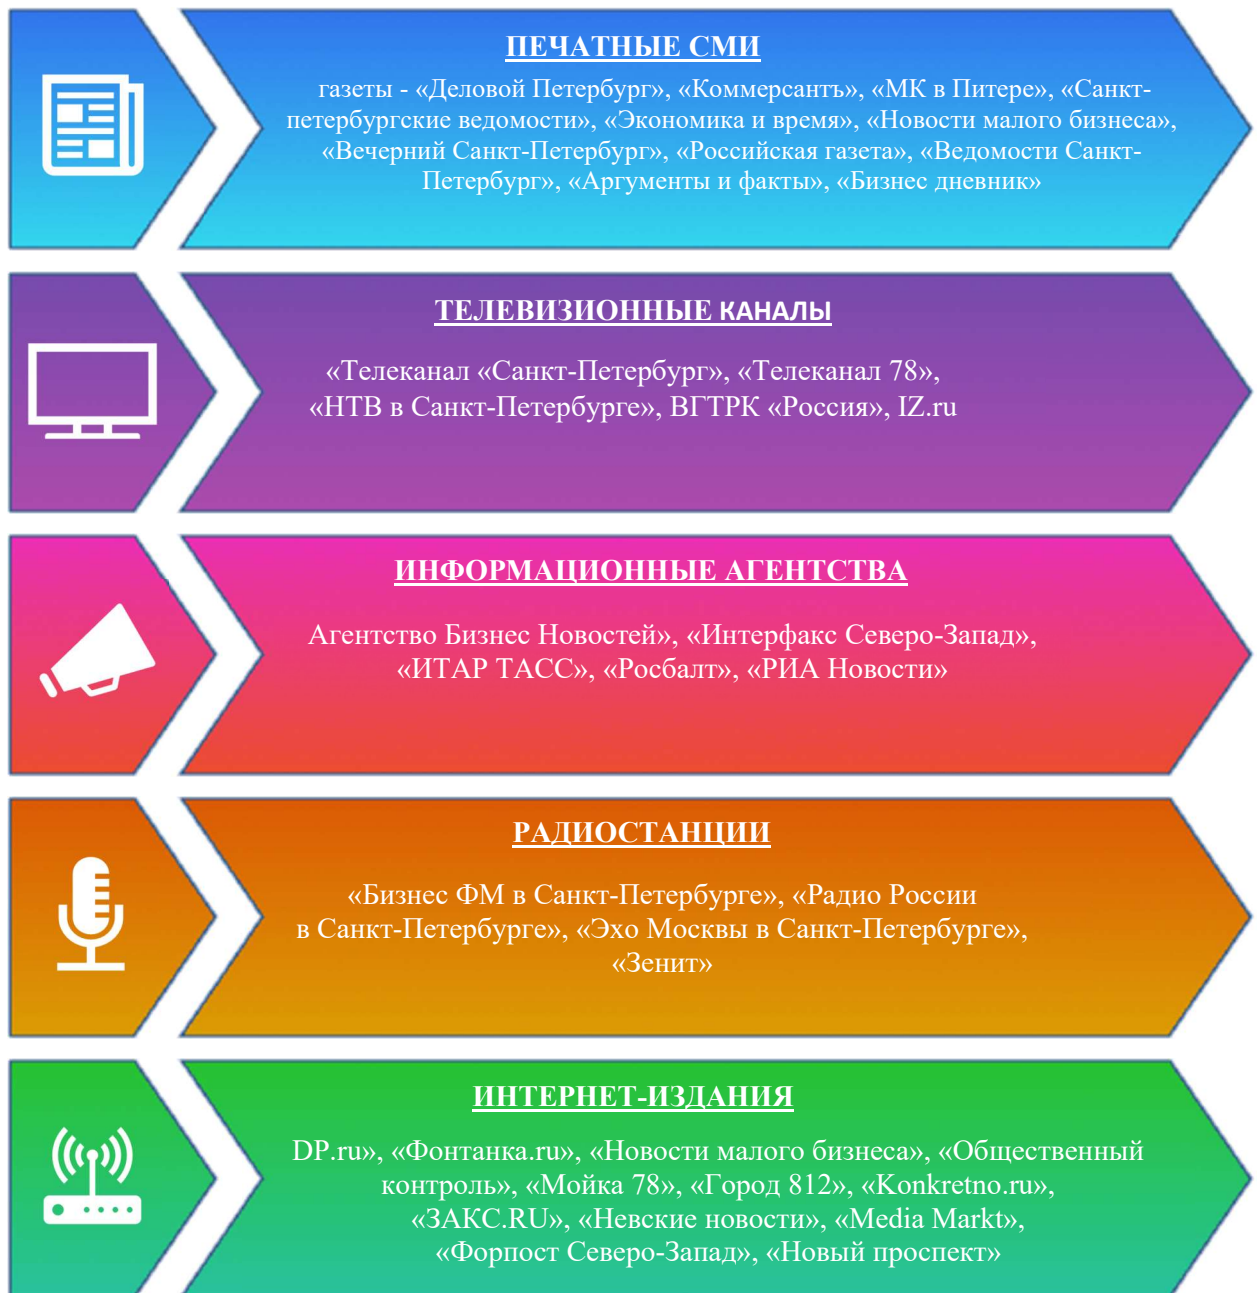 ПЕЧАТНЫЕ СМИ
газеты - «Деловой Петербург», «Коммерсантъ», «МК в Питере», «Санкт-
петербургские ведомости», «Экономика и время», «Новости малого бизнеса»,
«Вечерний Санкт-Петербург», «Российская газета», «Ведомости Санкт-
Петербург», «Аргументы и факты», «Бизнес дневник»
ТЕЛЕВИЗИОННЫЕ КАНАЛЫ
«Телеканал «Санкт-Петербург», «Телеканал 78»,
«НТВ в Санкт-Петербурге», ВГТРК «Россия», IZ.ru
ИНФОРМАЦИОННЫЕ АГЕНТСТВА
Агентство Бизнес Новостей», «Интерфакс Северо-Запад»,
«ИТАР ТАСС», «Росбалт», «РИА Новости»
РАДИОСТАНЦИИ
«Бизнес ФМ в Санкт-Петербурге», «Радио России
в Санкт-Петербурге», «Эхо Москвы в Санкт-Петербурге»,
«Зенит»
ИНТЕРНЕТ-ИЗДАНИЯ
DP.ru», «Фонтанка.ru», «Новости малого бизнеса», «Общественный
контроль», «Мойка 78», «Город 812», «Konkretno.ru»,
«ЗАКС.RU», «Невские новости», «Media Markt»,
«Форпост Северо-Запад», «Новый проспект»